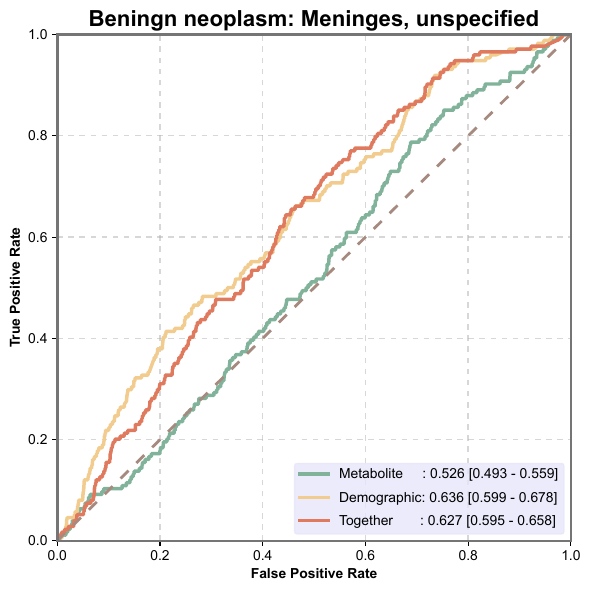 Beningn neoplasm: Meninges, unspecified
1.0
0.8
0.6
0.4
0.2
0.0
True Positive Rate
Metabolite : 0.526 [0.493 - 0.559]
Demographic: 0.636 [0.599 - 0.678]
Together : 0.627 [0.595 - 0.658]
0.0 0.2 0.4 0.6 0.8 1.0
False Positive Rate